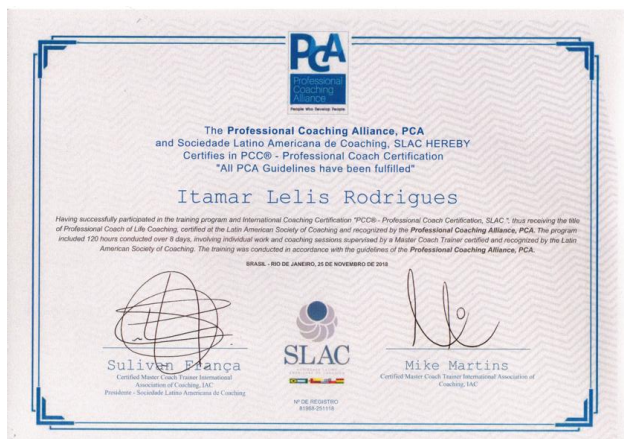 PCA
Professional
Coaching
Alliance
People Who Develop People
The Professional Coaching Alliance, PCA
and Sociedade Latino Americana de Coaching, SLAC HEREBY
Certifies in PCC® - Professional Coach Certification
"All PCA Guidelines have been fulfilled"
Itamar Lelis Rodrigues
Having successfully participated in the training program and International Coaching Certification "PCC® - Professional Coach Certification, SLAC ", thus receiving the title
of Professional Coach of Life Coaching, certified at the Latin American Society of Coaching and recognized by the Professional Coaching Alliance, PCA. The program
included 120 hours conducted over 8 days, involving individual work and coaching sessions supervised by a Master Coach Trainer certified and recognized by the Latin
American Society of Coaching. The training was conducted in accordance with the guidelines of the Professional Coaching Alliance, PCA.
BRASIL - RIO DE JANEIRO, 25 DE NOVEMBRO DE 2018
Suliven França
Certified Master Coach Trainer International
Association of Coaching, IAC
Presidente - Sociedade Latino Americana de Coaching
SLAC
Nº DE REGISTRO
Mike Martins
Certified Master Coach Trainer International Association of
Coaching, IAC